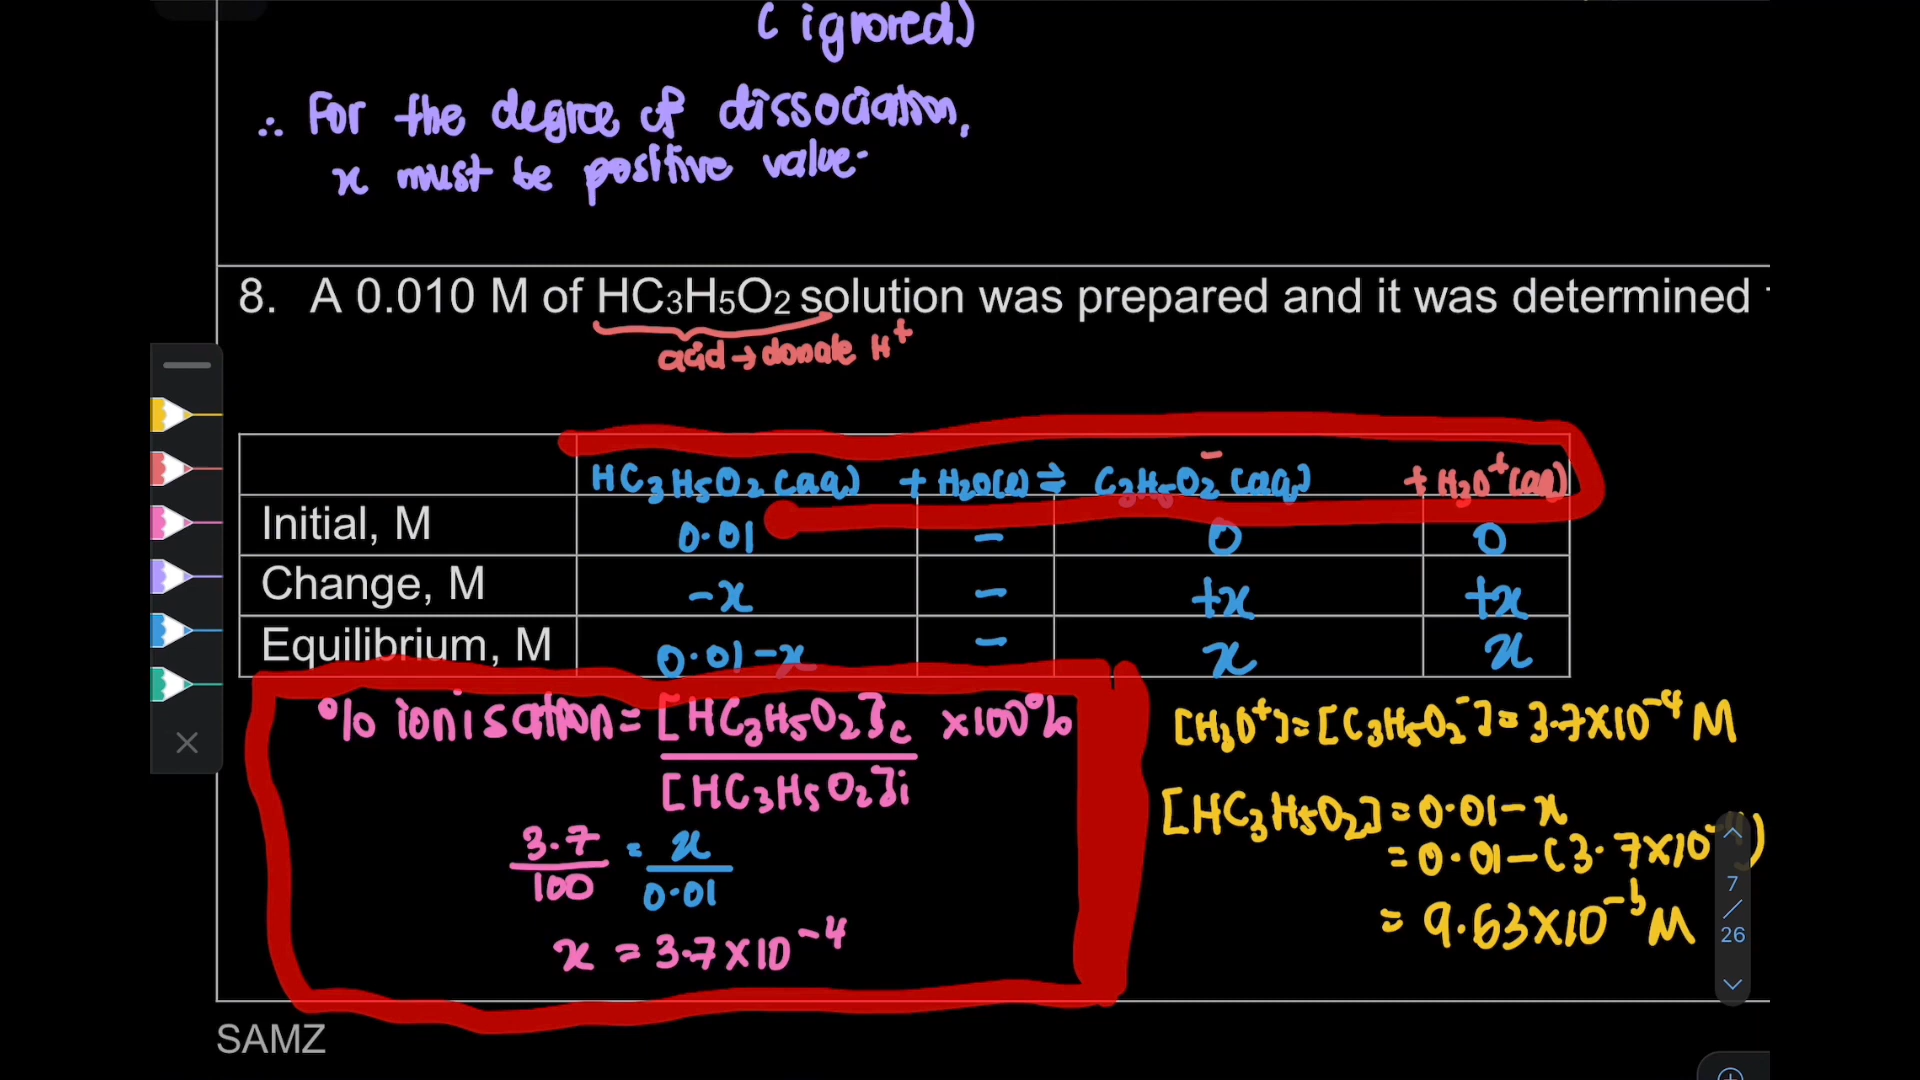 ( ignored)
∴ For the degree of dissociation,
x must be positive value.
8. A 0.010 M of HC3H5O2 solution was prepared and it was determined
acid → donate H⁺
HC₃H₅O₂(aq) + H₂O(l) ⇌ C₃H₅O₂⁻(aq) + H₃O⁺(aq)
Initial, M 0.01 - 0 0
Change, M -x - +x +x
Equilibrium, M 0.01-x - x x
% ionisation = [HC₃H₅O₂]c x100%
[HC₃H₅O₂]i
3.7 = x
100 0.01
x = 3.7 x 10⁻⁴
[H₃O⁺] = [C₃H₅O₂⁻] = 3.7 x 10⁻⁴ M
[HC₃H₅O₂] = 0.01 - x
= 0.01 - (3.7 x 10 )
= 9.63 x 10 M
7
/
26
SAMZ